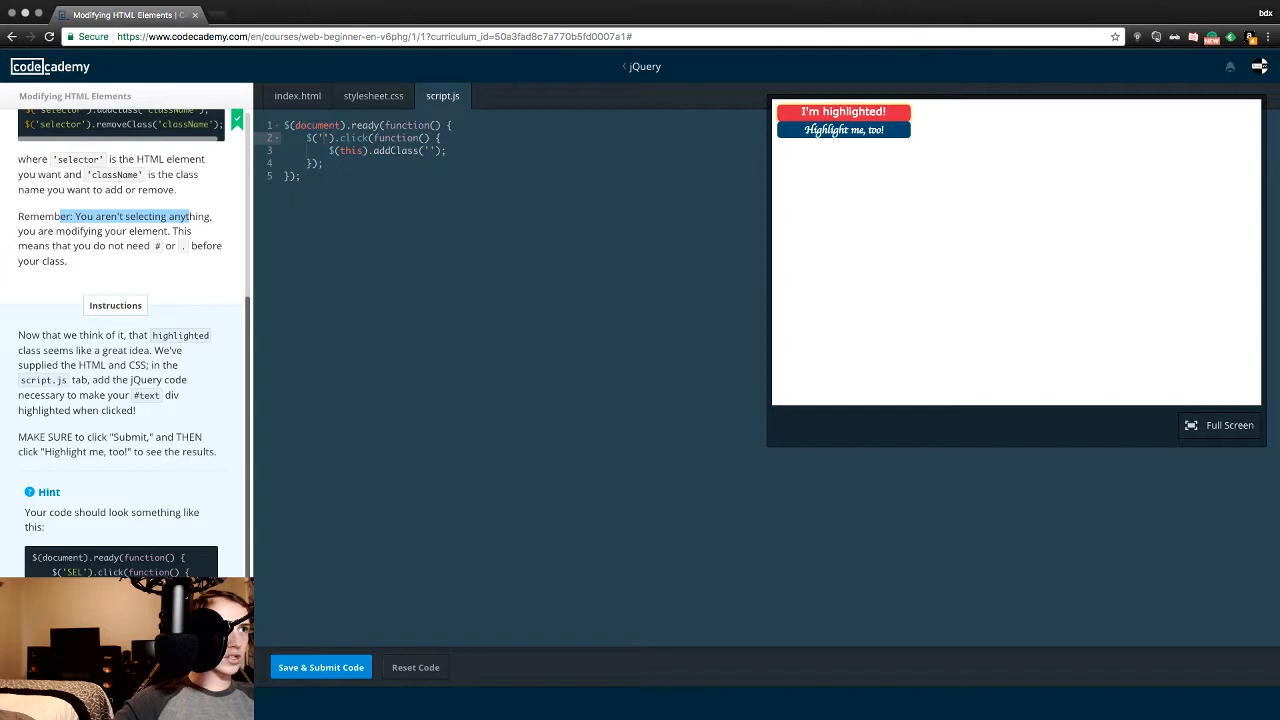 Modifying HTML Elements | C
bdx
Secure
https://www.codecademy.com/en/courses/web-beginner-en-v6phg/1/1?curriculum_id=50a3fad8c7a770b5fd0007a1#
NEW
codecademy
jQuery
Modifying HTML Elements
index.html
stylesheet.css
script.js
$('selector').addClass('className');
$('selector').removeClass('className');
where 'selector' is the HTML element
you want and 'className' is the class
name you want to add or remove.
Remember: You aren't selecting anything,
you are modifying your element. This
means that you do not need # or . before
your class.
Instructions
Now that we think of it, that highlighted
class seems like a great idea. We've
supplied the HTML and CSS; in the
script.js tab, add the jQuery code
necessary to make your #text div
highlighted when clicked!
MAKE SURE to click "Submit," and THEN
click "Highlight me, too!" to see the results.
? Hint
Your code should look something like
this:
$(document).ready(function() {
$('SEL').click(function() {
1 $(document).ready(function() {
2 $('').click(function() {
3 $(this).addClass('');
4 });
5 });
I'm highlighted!
Highlight me, too!
Full Screen
Save & Submit Code
Reset Code